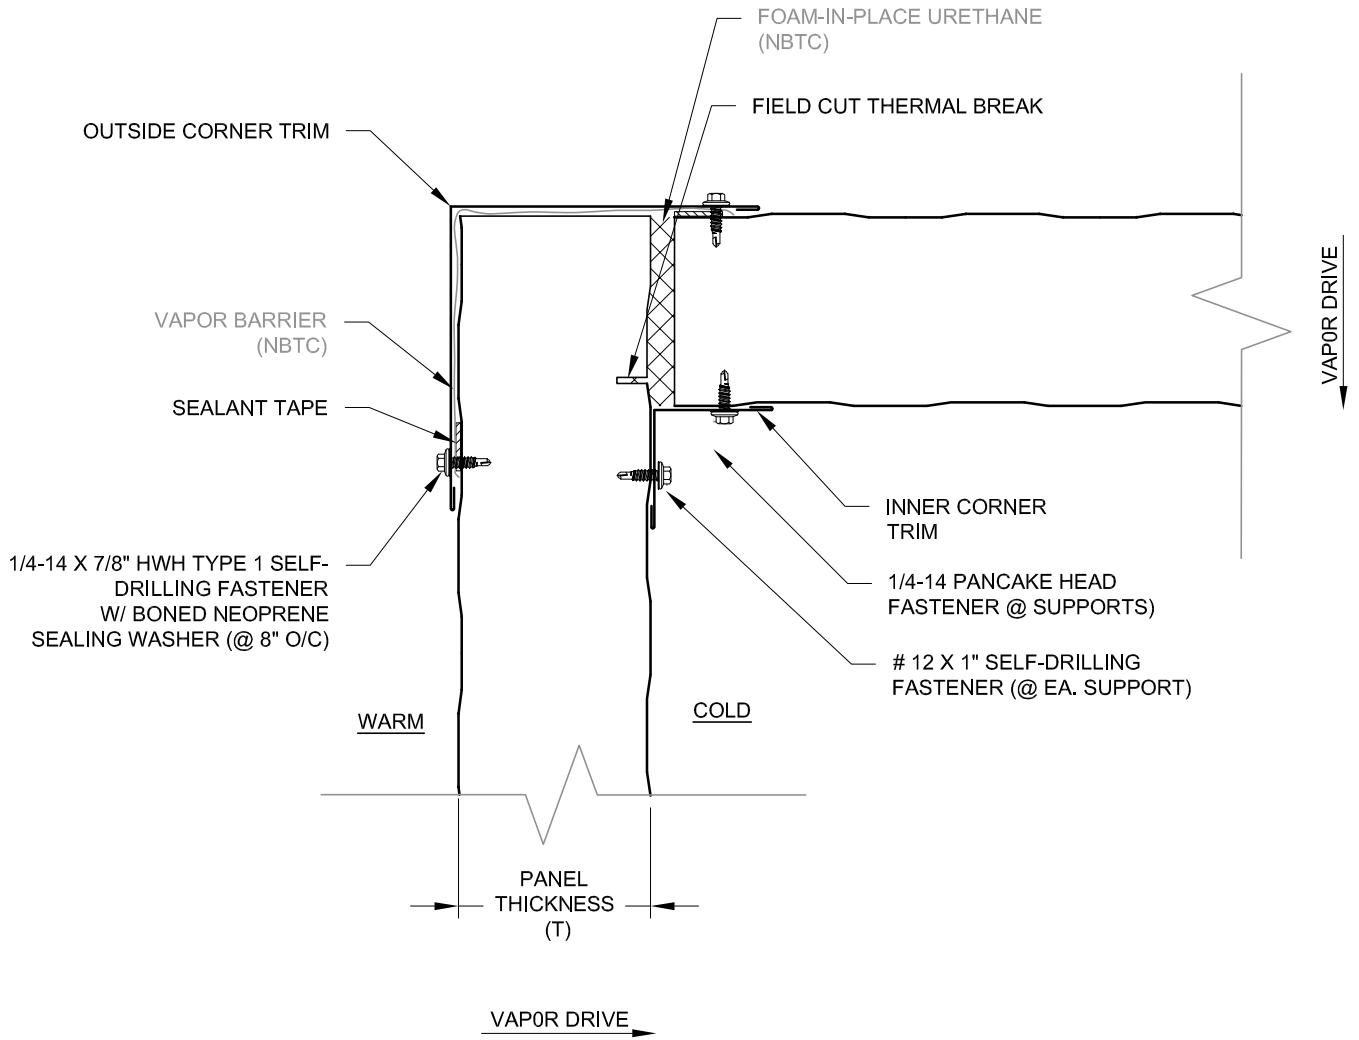 FOAM-IN-PLACE URETHANE
(NBTC)
FIELD CUT THERMAL BREAK
OUTSIDE CORNER TRIM
VAPOR BARRIER
(NBTC)
SEALANT TAPE
VAP0R DRIVE
INNER CORNER
TRIM
1/4-14 X 7/8" HWH TYPE 1 SELF-
DRILLING FASTENER
W/ BONED NEOPRENE
SEALING WASHER (@ 8" O/C)
1/4-14 PANCAKE HEAD
FASTENER @ SUPPORTS)
# 12 X 1" SELF-DRILLING
FASTENER (@ EA. SUPPORT)
WARM
COLD
PANEL
THICKNESS
(T)
VAP0R DRIVE